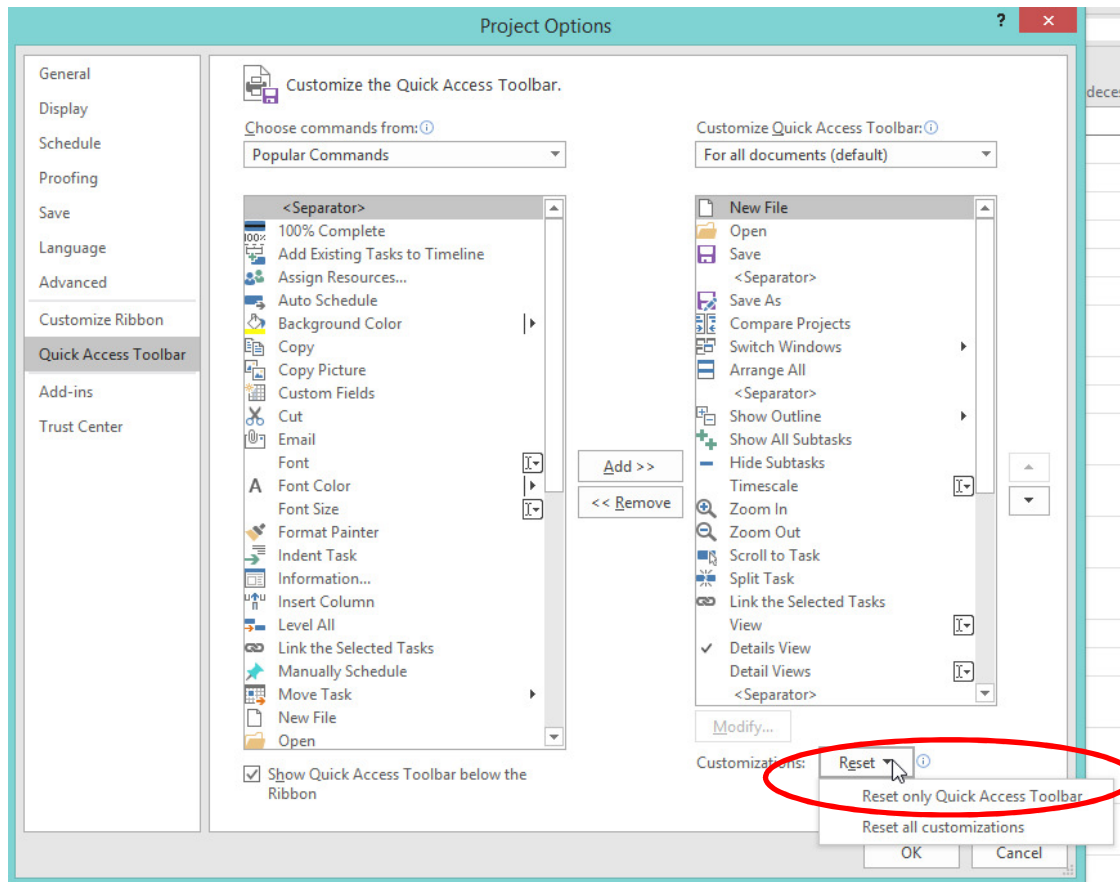 Project Options
?
General
Display
Schedule
Proofing
Save
Language
Advanced
Customize Ribbon
Quick Access Toolbar
Add-ins
Trust Center
Customize the Quick Access Toolbar.
Choose commands from:
Popular Commands
<Separator>
100% Complete
Add Existing Tasks to Timeline
Assign Resources...
Auto Schedule
Background Color
Copy
Copy Picture
Custom Fields
Cut
Email
Font
Font Color
Font Size
Format Painter
Indent Task
Information...
Insert Column
Level All
Link the Selected Tasks
Manually Schedule
Move Task
New File
Open
Show Quick Access Toolbar below the
Ribbon
Add >>
<< Remove
Customize Quick Access Toolbar:
For all documents (default)
New File
Open
Save
<Separator>
Save As
Compare Projects
Switch Windows
Arrange All
<Separator>
Show Outline
Show All Subtasks
Hide Subtasks
Timescale
Zoom In
Zoom Out
Scroll to Task
Split Task
Link the Selected Tasks
View
Details View
Detail Views
<Separator>
Modify...
Customizations: Reset
Reset only Quick Access Toolbar
Reset all customizations
OK Cancel
deces